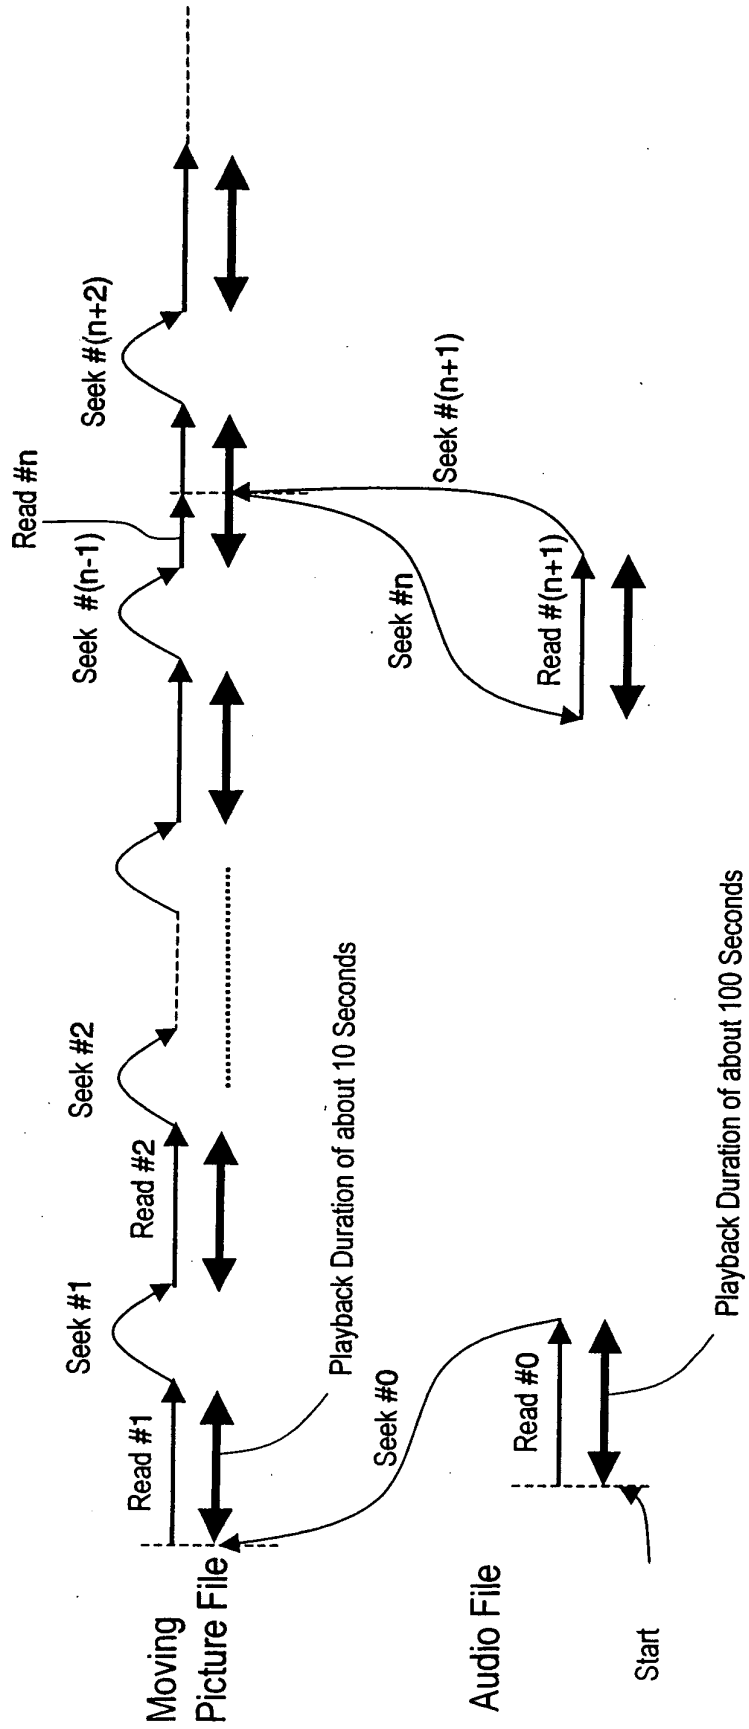 Moving
Picture File
Read #1
Seek #1
Read #2
Seek #2
Seek #(n-1)
Read #n
Seek #(n+2)
Playback Duration of about 10 Seconds
Seek #0
Seek #n
Seek #(n+1)
Audio File
Read #0
Read #(n+1)
Start
Playback Duration of about 100 Seconds